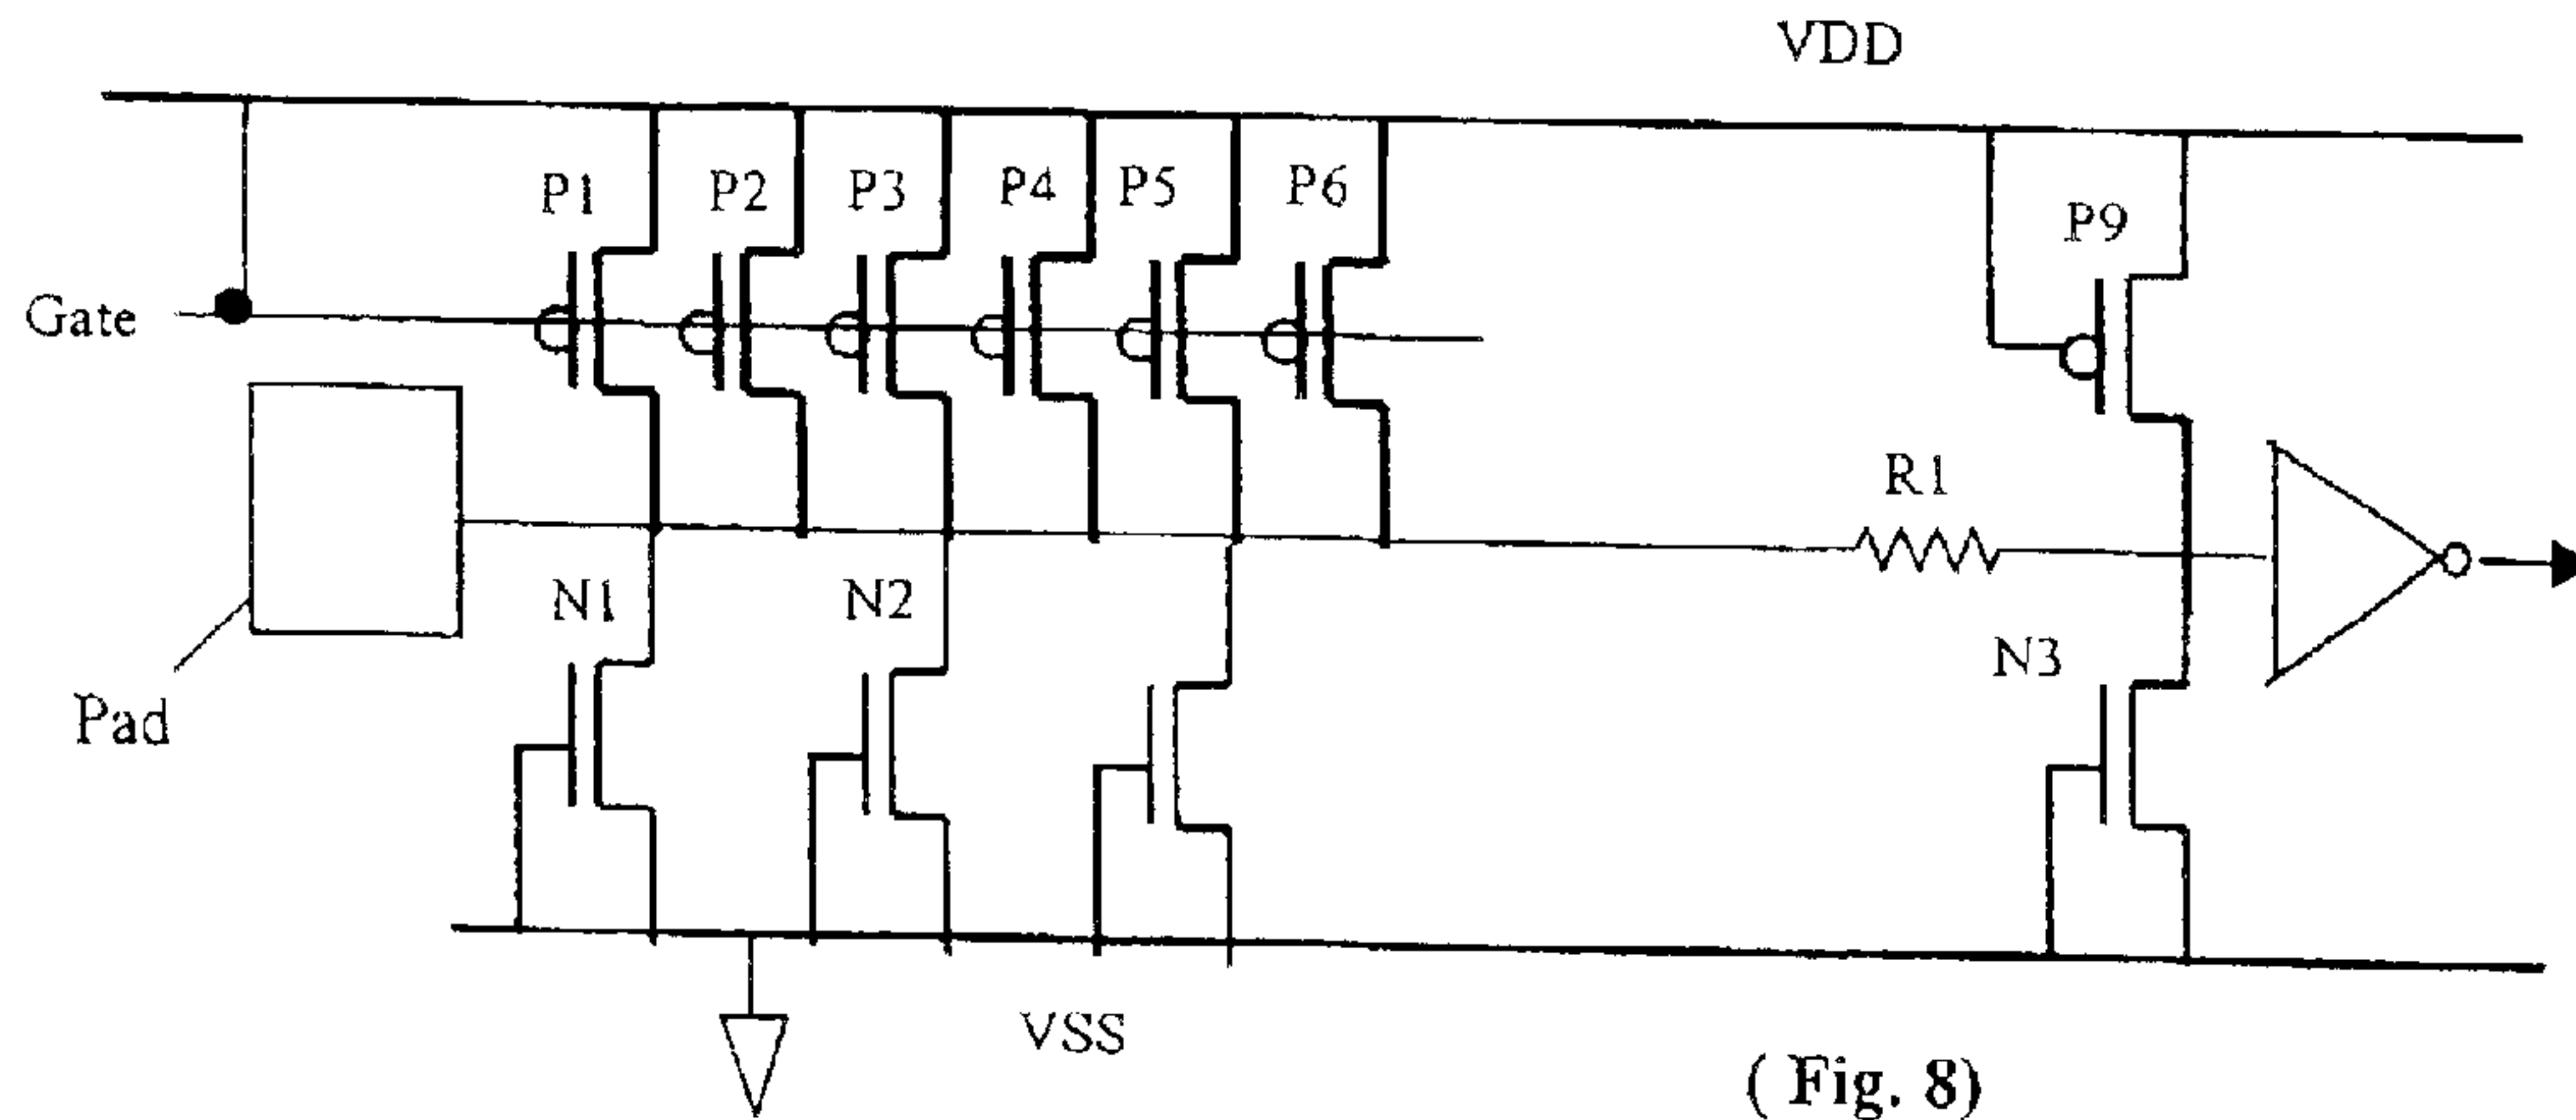 VDD
P1
P2
P3
P4
P5
P6
P9
Gate
R1
N1
N2
N3
Pad
VSS
( Fig. 8)